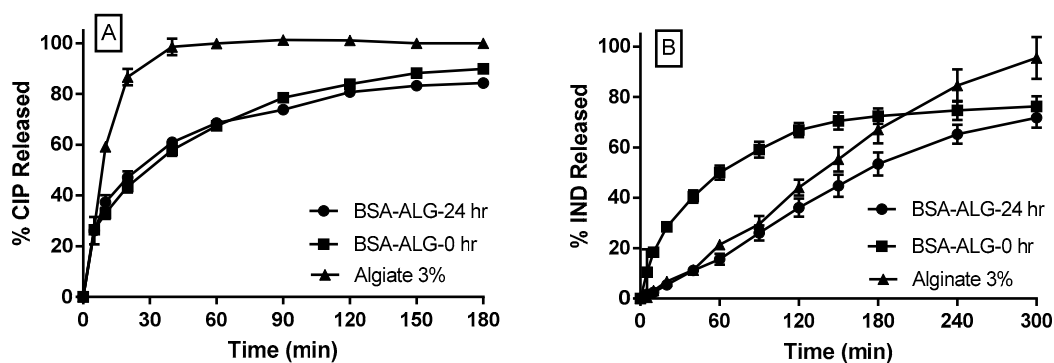 A
% CIP Released
100
80
60
40
20
0
BSA-ALG-24 hr
BSA-ALG-0 hr
Algiate 3%
0 30 60 90 120 150 180
Time (min)
B
% IND Released
100
80
60
40
20
0
BSA-ALG-24 hr
BSA-ALG-0 hr
Alginate 3%
0 60 120 180 240 300
Time (min)